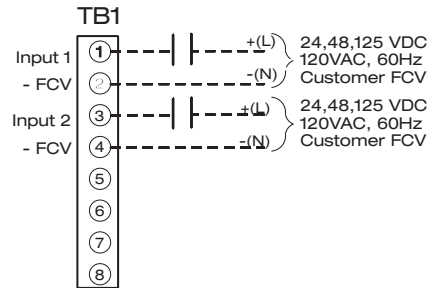 TB1
Input 1
1
+(L)
24,48,125 VDC
120VAC, 60Hz
Customer FCV
- FCV
2
-(N)
Input 2
3
+(L)
24,48,125 VDC
120VAC, 60Hz
Customer FCV
- FCV
4
-(N)
5
6
7
8